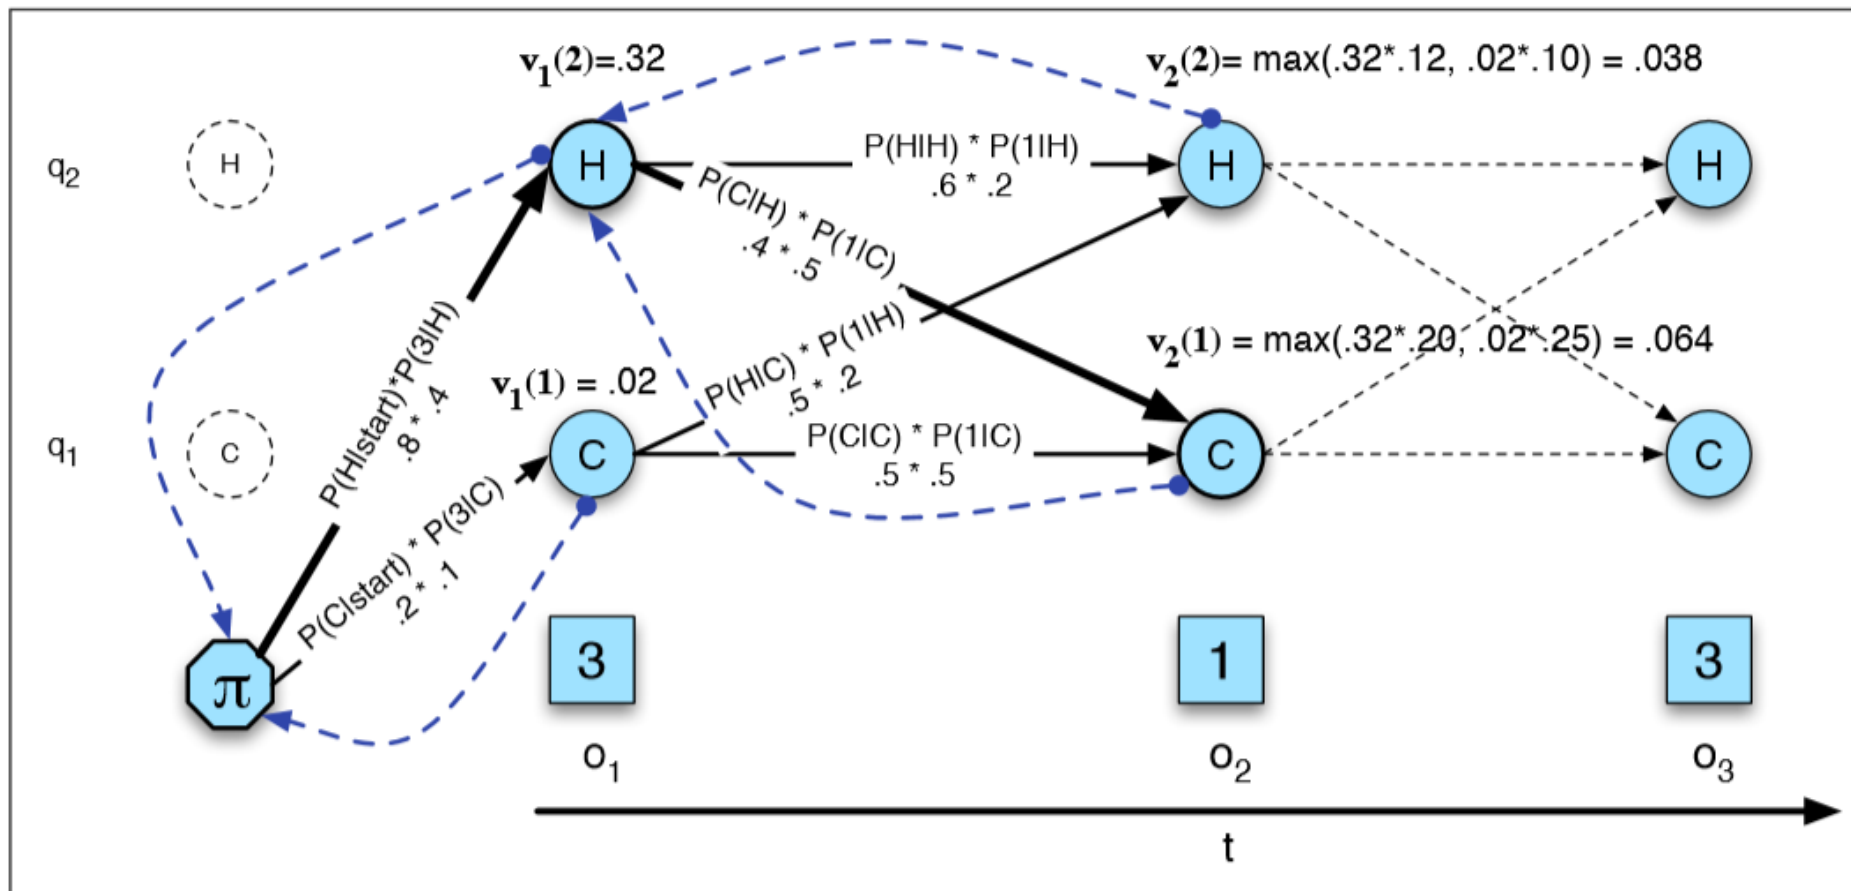 v1(2)=.32
v2(2)= max(.32*.12, .02*.10) = .038
q2
H
H
P(H|H) * P(1|H)
.6 * .2
H
H
P(C|H) * P(1|C)
.4 * .5
P(H|start)*P(3|H)
.8 * .4
v1(1) = .02
P(H|C) * P(1|H)
.5 * .2
v2(1) = max(.32*.20, .02*.25) = .064
q1
C
C
P(C|C) * P(1|C)
.5 * .5
C
C
P(C|start) * P(3|C)
.2 * .1
π
3
1
3
o1
o2
o3
t